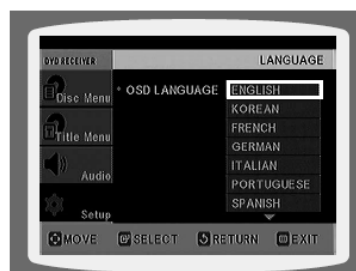 DVD RECEIVER
LANGUAGE
Disc Menu
OSD LANGUAGE
ENGLISH
KOREAN
Title Menu
FRENCH
GERMAN
Audio
ITALIAN
PORTUGUESE
Setup
SPANISH
MOVE SELECT RETURN EXIT